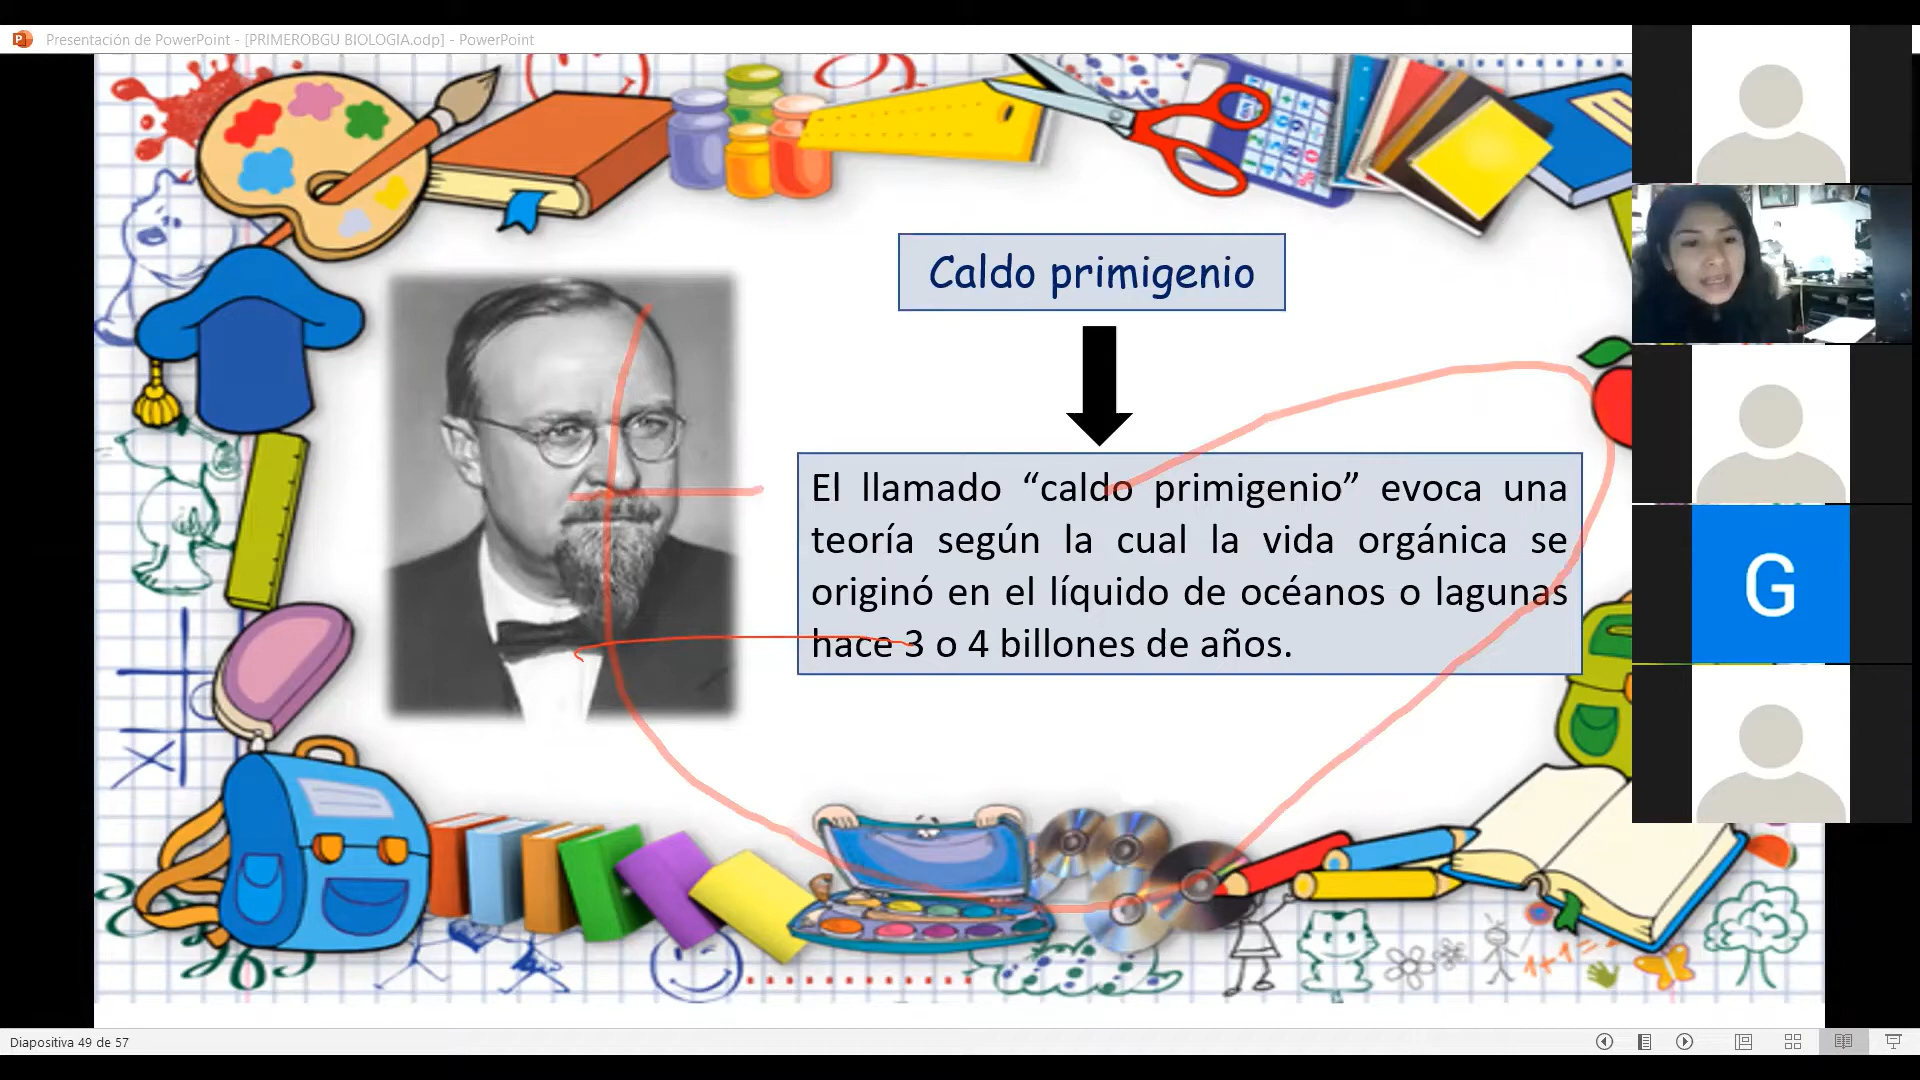 Presentación de PowerPoint - [PRIMEROBGU BIOLOGIA.odp] - PowerPoint
Caldo primigenio
El llamado “caldo primigenio” evoca una
teoría según la cual la vida orgánica se
originó en el líquido de océanos o lagunas
hace 3 o 4 billones de años.
G
1+1=
Diapositiva 49 de 57